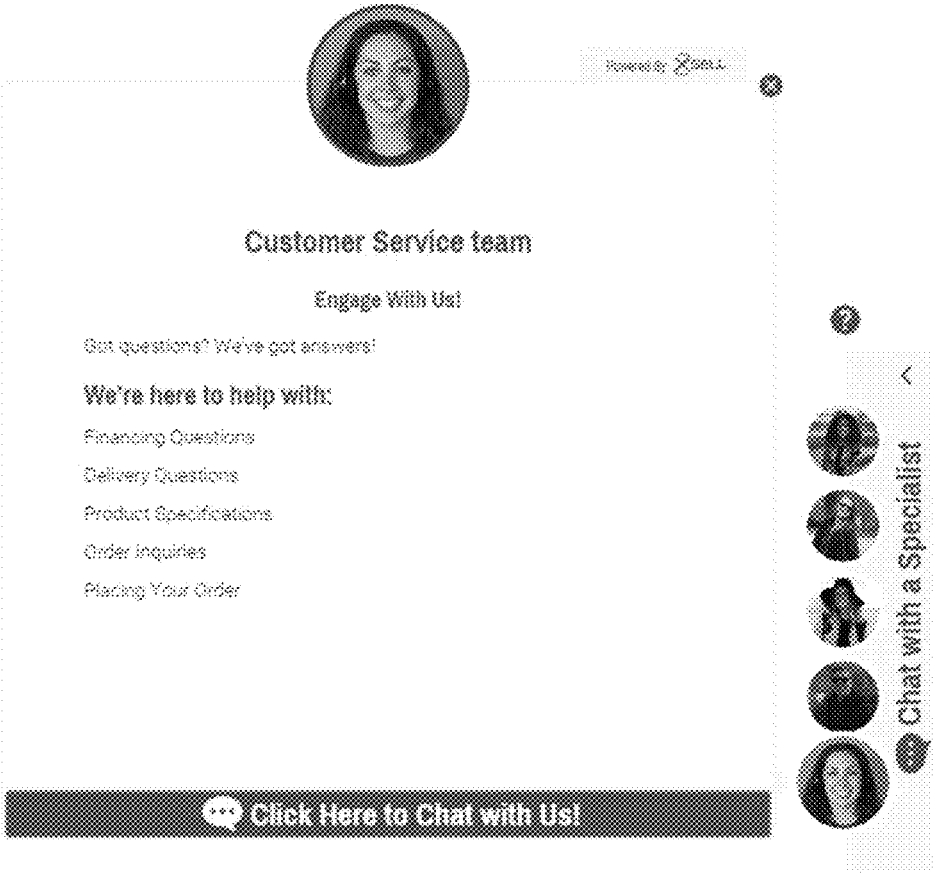 Powered By
Customer Service team
Engage With Us!
Got questions? We've got answers!
We're here to help with:
Financing Questions
Delivery Questions
Product Specifications
Order Inquiries
Placing Your Order
Click Here to Chat with Us!
?
Chat with a Specialist